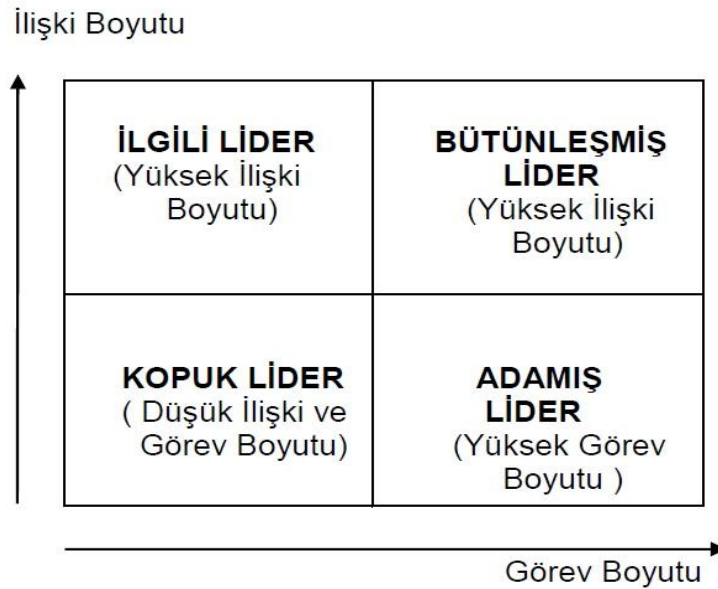 İlişki Boyutu
İLGİLİ LİDER
(Yüksek İlişki
Boyutu)
BÜTÜNLEŞMİŞ
LİDER
(Yüksek İlişki
Boyutu)
KOPUK LİDER
( Düşük İlişki ve
Görev Boyutu)
ADAMIŞ
LİDER
(Yüksek Görev
Boyutu )
Görev Boyutu